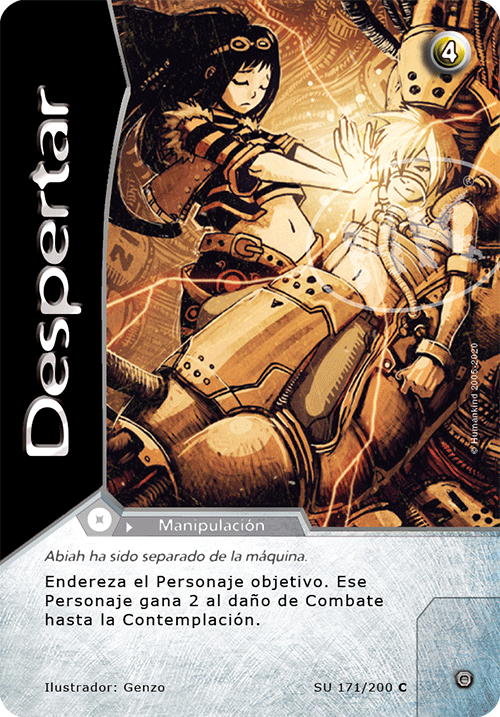 4
Despertar
© Humankind 2005-2020
Manipulación
Abiah ha sido separado de la máquina.
Endereza el Personaje objetivo. Ese
Personaje gana 2 al daño de Combate
hasta la Contemplación.
Ilustrador: Genzo
SU 171/200 C